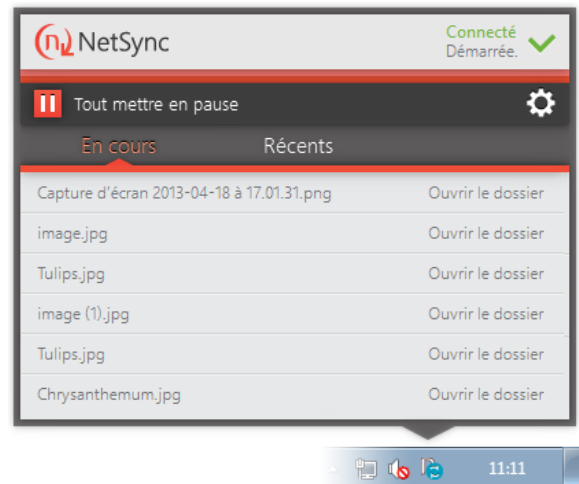 NetSync
Connecté
Démarrée.
Tout mettre en pause
En cours Récents
Capture d'écran 2013-04-18 à 17.01.31.png Ouvrir le dossier
image.jpg Ouvrir le dossier
Tulips.jpg Ouvrir le dossier
image (1).jpg Ouvrir le dossier
Tulips.jpg Ouvrir le dossier
Chrysanthemum.jpg Ouvrir le dossier
11:11